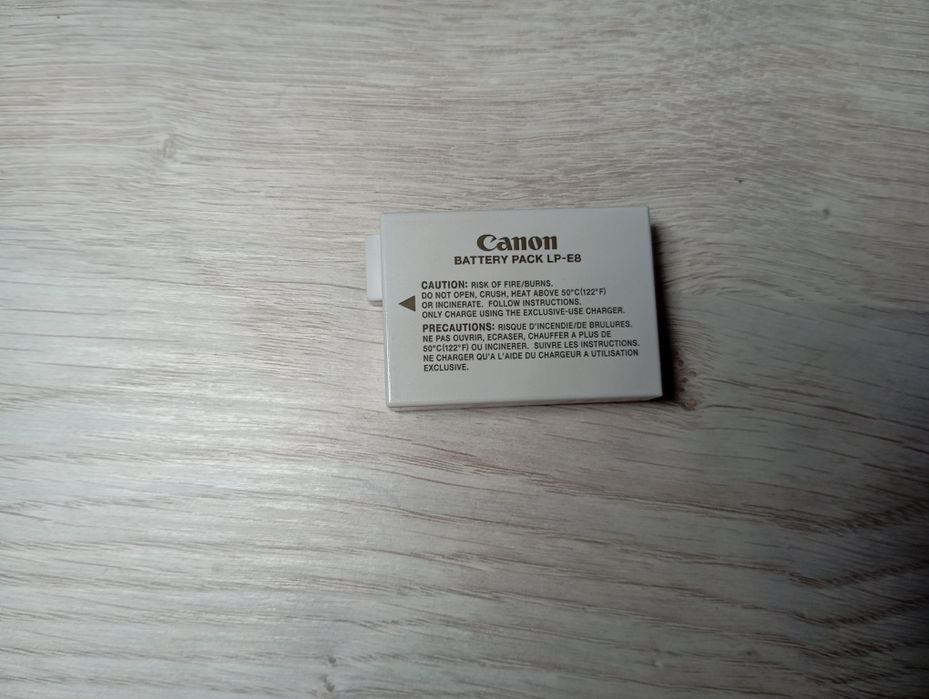 Canon
BATTERY PACK LP-E8
CAUTION: RISK OF FIRE/BURNS.
DO NOT OPEN, CRUSH, HEAT ABOVE 50°C(122°F)
OR INCINERATE. FOLLOW INSTRUCTIONS.
ONLY CHARGE USING THE EXCLUSIVE-USE CHARGER.
PRECAUTIONS: RISQUE D'INCENDIE/DE BRULURES.
NE PAS OUVRIR, ECRASER, CHAUFFER A PLUS DE
50°C(122°F) OU INCINERER. SUIVRE LES INSTRUCTIONS.
NE CHARGER QU'A L'AIDE DU CHARGEUR A UTILISATION
EXCLUSIVE.